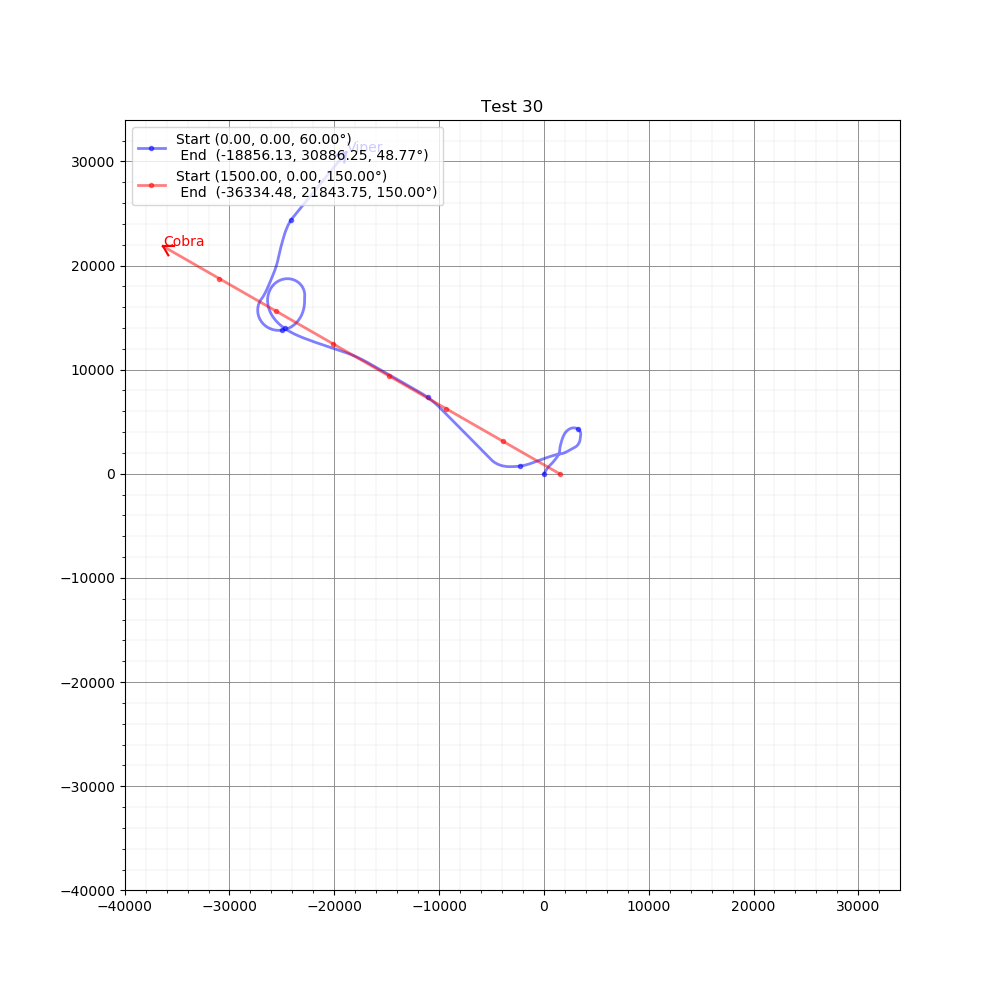 Test 30
Start (0.00, 0.00, 60.00°)
End (-18856.13, 30886.25, 48.77°)
Start (1500.00, 0.00, 150.00°)
End (-36334.48, 21843.75, 150.00°)
Viper
Cobra
30000
20000
10000
0
−10000
−20000
−30000
−40000
−40000 −30000 −20000 −10000 0 10000 20000 30000